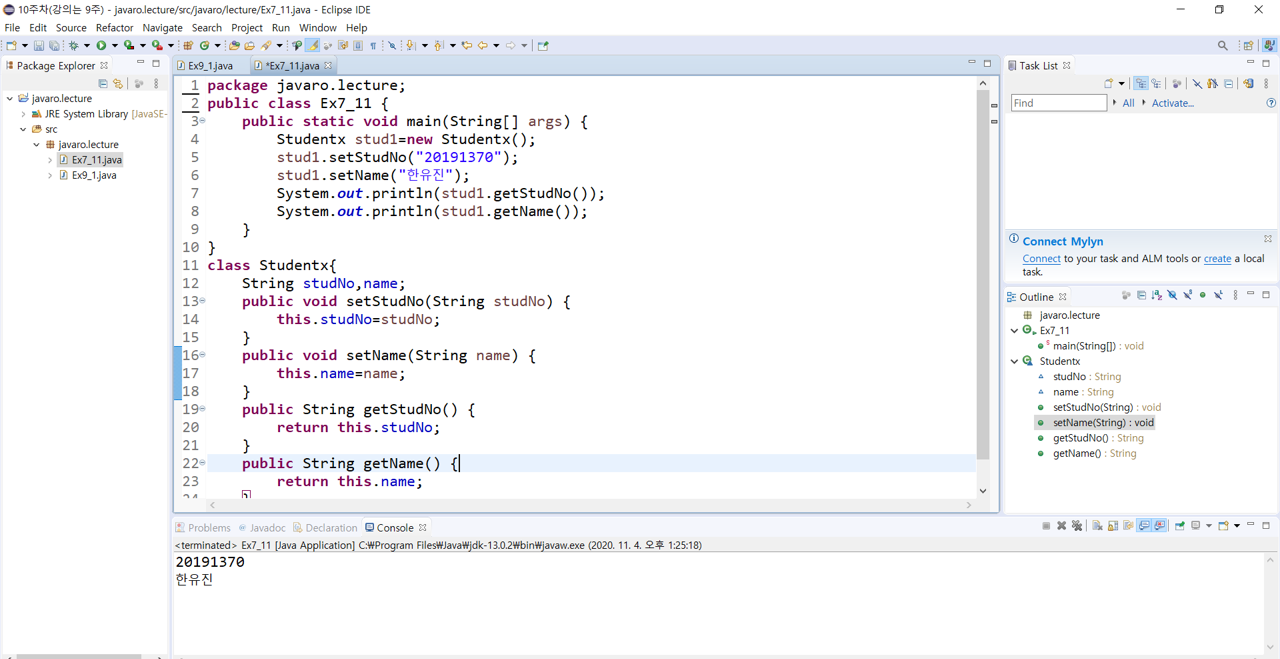 10주차(강의는 9주) - javaro.lecture/src/javaro/lecture/Ex7_11.java - Eclipse IDE
File Edit Source Refactor Navigate Search Project Run Window Help
Package Explorer
javaro.lecture
JRE System Library [JavaSE-
src
javaro.lecture
Ex7_11.java
Ex9_1.java
Ex9_1.java *Ex7_11.java
1 package javaro.lecture;
2 public class Ex7_11 {
3 public static void main(String[] args) {
4 Studentx stud1=new Studentx();
5 stud1.setStudNo("20191370");
6 stud1.setName("한유진");
7 System.out.println(stud1.getStudNo());
8 System.out.println(stud1.getName());
9 }
10 }
11 class Studentx{
12 String studNo,name;
13 public void setStudNo(String studNo) {
14 this.studNo=studNo;
15 }
16 public void setName(String name) {
17 this.name=name;
18 }
19 public String getStudNo() {
20 return this.studNo;
21 }
22 public String getName() {
23 return this.name;
24 }
Task List
Find All Activate...
Connect Mylyn
Connect to your task and ALM tools or create a local
task.
Outline
javaro.lecture
Ex7_11
main(String[]) : void
Studentx
studNo : String
name : String
setStudNo(String) : void
setName(String) : void
getStudNo() : String
getName() : String
Problems Javadoc Declaration Console
<terminated> Ex7_11 [Java Application] C:₩Program Files₩Java₩jdk-13.0.2₩bin₩javaw.exe (2020. 11. 4. 오후 1:25:18)
20191370
한유진